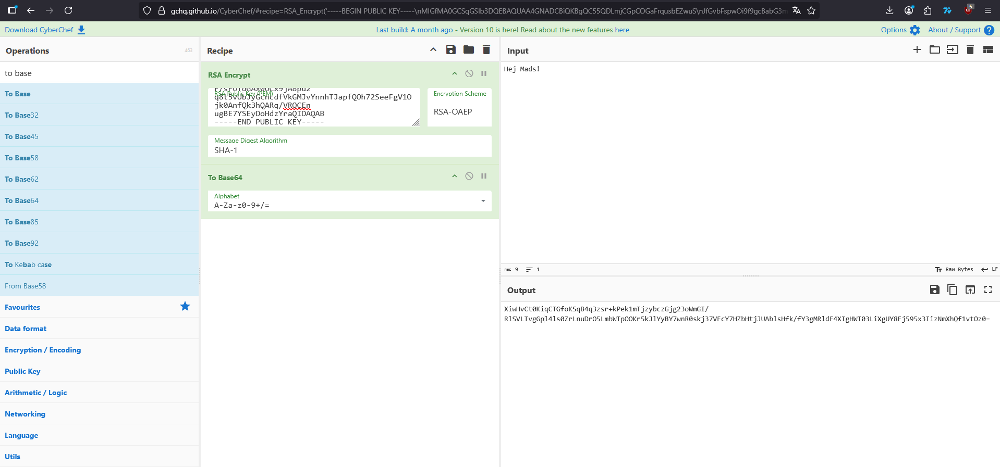 gchq.github.io/CyberChef/#recipe=RSA_Encrypt('-----BEGIN PUBLIC KEY-----\nMIGfMA0GCSqGSIb3DQEBAQUAA4GNADCBiQKBgQC55QDLmjCGpCOGaFrqusbEZwuS\nJfGvbFspwOi9f9gcBabG3m
5
Download CyberChef
Last build: A month ago - Version 10 is here! Read about the new features here
Options
About / Support
Operations
463
to base
To Base
To Base32
To Base45
To Base58
To Base62
To Base64
To Base85
To Base92
To Kebab case
From Base58
Favourites
Data format
Encryption / Encoding
Public Key
Arithmetic / Logic
Networking
Language
Utils
Recipe
RSA Encrypt
RSA Public Key (PEM)
q8t5vUbJyGcncdfVkGMJvYnnhTJapfQOh72SeeFgV1O
jk0AnfQk3hQARq/VROCEn
ugBE7YSEyDoHdzYraQIDAQAB
-----END PUBLIC KEY-----
Encryption Scheme
RSA-OAEP
Message Digest Algorithm
SHA-1
To Base64
Alphabet
A-Za-z0-9+/=
Input
Hej Mads!
9
1
Raw Bytes
LF
Output
XiwHvCt0KiqCTGfoKSqB4q3zsr+kPek1mTjzybczGjg23oWmGI/
RlSVLTvgGpl4ls0ZrLnuDrO5LmbWTpOOKr5kJlYyBY7wnR0skj37VFcY7HZbHtjJUAblsHfk/fY3gMRldF4XIgHWT03LiXgUY8Fj595x3IizNmXhQf1vtOz0=